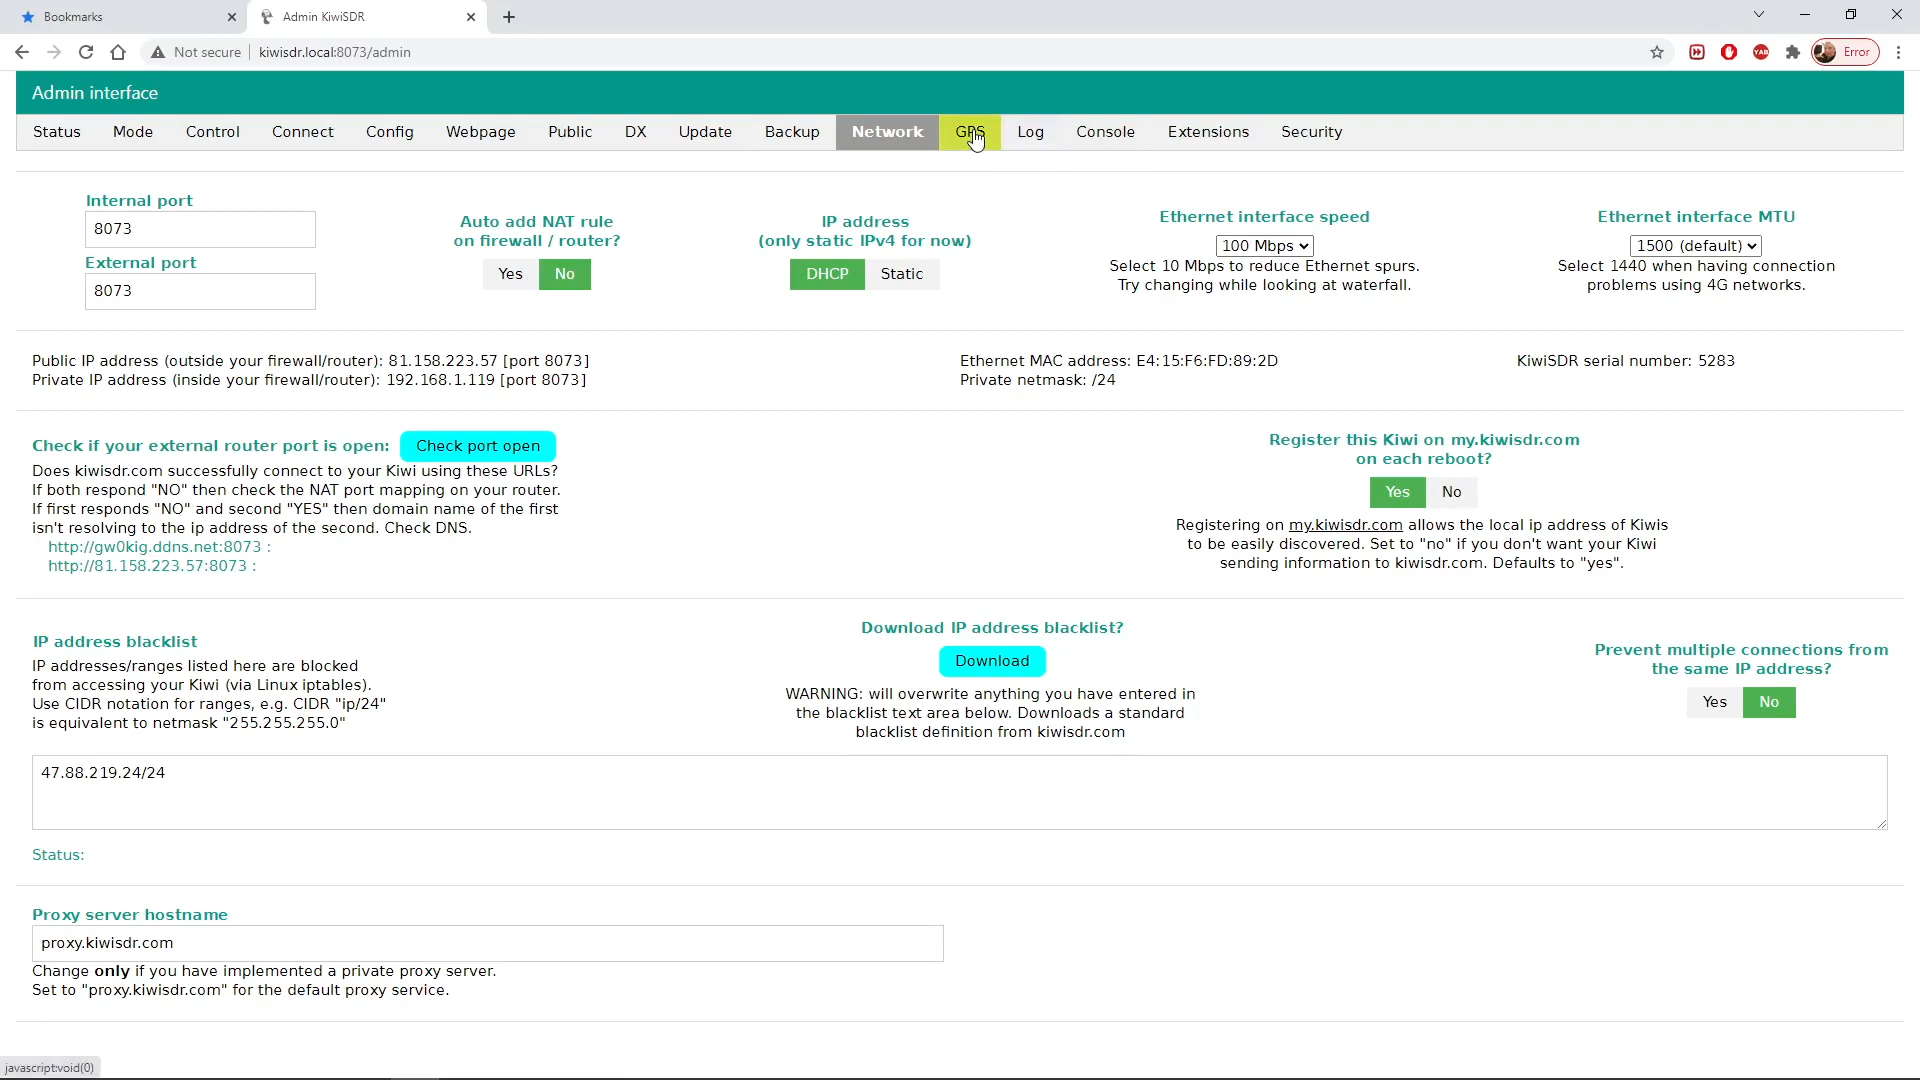 Bookmarks
Admin KiwiSDR
Not secure
kiwisdr.local:8073/admin
YAB
Error
Admin interface
Status Mode Control Connect Config Webpage Public DX Update Backup Network GPS Log Console Extensions Security
Internal port
8073
External port
8073
Auto add NAT rule
on firewall / router?
Yes No
IP address
(only static IPv4 for now)
DHCP Static
Ethernet interface speed
100 Mbps
Select 10 Mbps to reduce Ethernet spurs.
Try changing while looking at waterfall.
Ethernet interface MTU
1500 (default)
Select 1440 when having connection
problems using 4G networks.
Public IP address (outside your firewall/router): 81.158.223.57 [port 8073]
Private IP address (inside your firewall/router): 192.168.1.119 [port 8073]
Ethernet MAC address: E4:15:F6:FD:89:2D
Private netmask: /24
KiwiSDR serial number: 5283
Check if your external router port is open: Check port open
Does kiwisdr.com successfully connect to your Kiwi using these URLs?
If both respond "NO" then check the NAT port mapping on your router.
If first responds "NO" and second "YES" then domain name of the first
isn't resolving to the ip address of the second. Check DNS.
http://gw0kig.ddns.net:8073 :
http://81.158.223.57:8073 :
Register this Kiwi on my.kiwisdr.com
on each reboot?
Yes No
Registering on my.kiwisdr.com allows the local ip address of Kiwis
to be easily discovered. Set to "no" if you don't want your Kiwi
sending information to kiwisdr.com. Defaults to "yes".
IP address blacklist
IP addresses/ranges listed here are blocked
from accessing your Kiwi (via Linux iptables).
Use CIDR notation for ranges, e.g. CIDR "ip/24"
is equivalent to netmask "255.255.255.0"
Download IP address blacklist?
Download
WARNING: will overwrite anything you have entered in
the blacklist text area below. Downloads a standard
blacklist definition from kiwisdr.com
Prevent multiple connections from
the same IP address?
Yes No
47.88.219.24/24
Status:
Proxy server hostname
proxy.kiwisdr.com
Change only if you have implemented a private proxy server.
Set to "proxy.kiwisdr.com" for the default proxy service.
javascript:void(0)